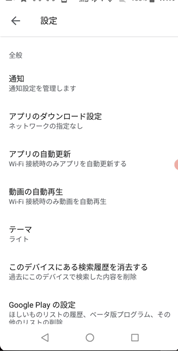 設定
全般
通知
通知設定を管理します
アプリのダウンロード設定
ネットワークの指定なし
アプリの自動更新
Wi-Fi 接続時のみアプリを自動更新する
動画の自動再生
Wi-Fi 接続時のみ動画を自動再生
テーマ
ライト
このデバイスにある検索履歴を消去する
過去にこのデバイスで検索した内容を削除
Google Play の設定
ほしいものリストの履歴、ベータ版プログラム、その
他のリストの削除